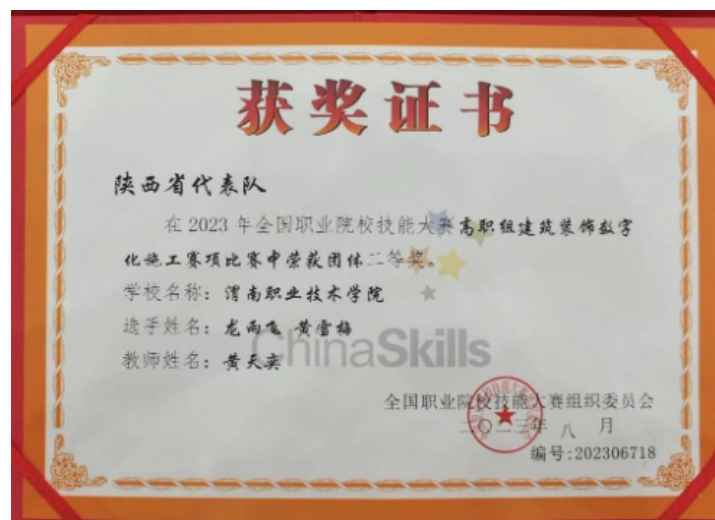 获奖证书
陕西省代表队
在2023年全国职业院校技能大赛高职组建筑装饰数字
化施工赛项比赛中荣获团体二等奖。
学校名称：渭南职业技术学院
选手姓名：龙雨飞 黄雪梅
教师姓名：黄天奕
ChinaSkills
全国职业院校技能大赛组织委员会
二〇二三年 八 月
编号:202306718